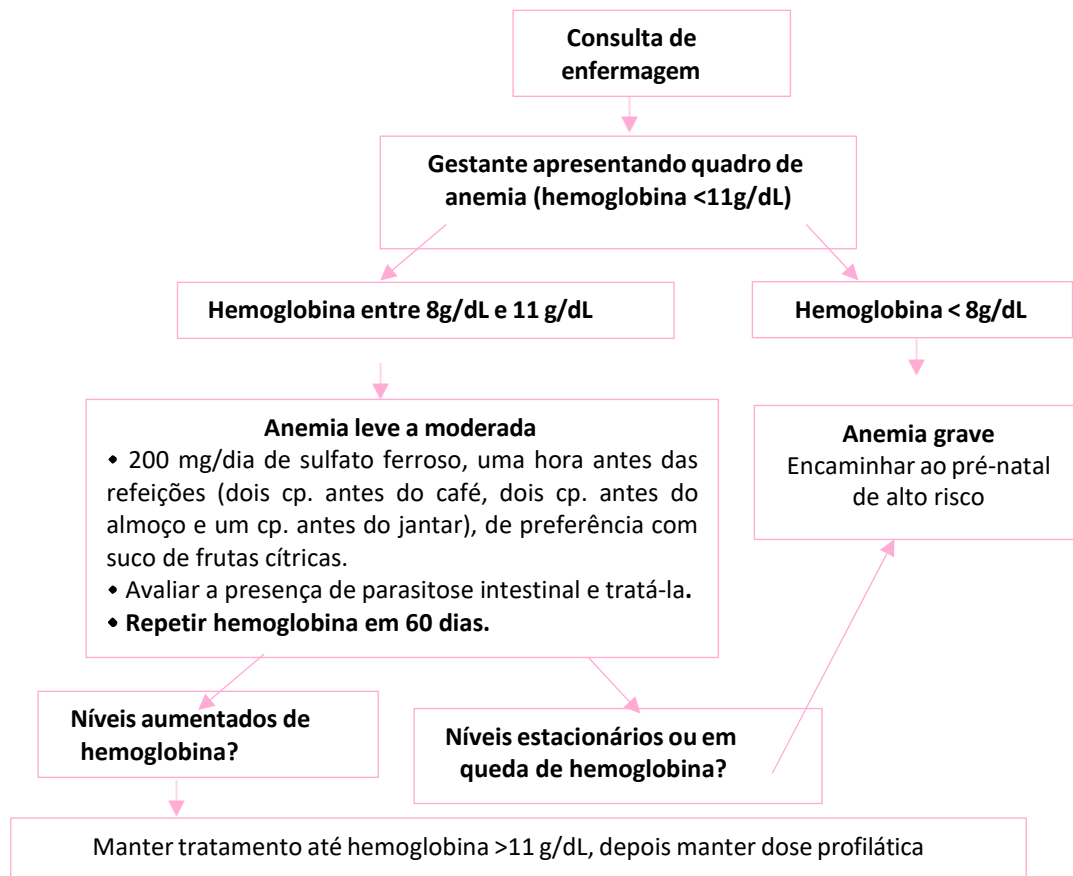 Consulta de
enfermagem
Gestante apresentando quadro de
anemia (hemoglobina <11g/dL)
Hemoglobina entre 8g/dL e 11 g/dL
Hemoglobina < 8g/dL
Anemia leve a moderada
• 200 mg/dia de sulfato ferroso, uma hora antes das
refeições (dois cp. antes do café, dois cp. antes do
almoço e um cp. antes do jantar), de preferência com
suco de frutas cítricas.
• Avaliar a presença de parasitose intestinal e tratá-la.
• Repetir hemoglobina em 60 dias.
Anemia grave
Encaminhar ao pré-natal
de alto risco
Níveis aumentados de
hemoglobina?
Níveis estacionários ou em
queda de hemoglobina?
Manter tratamento até hemoglobina >11 g/dL, depois manter dose profilática